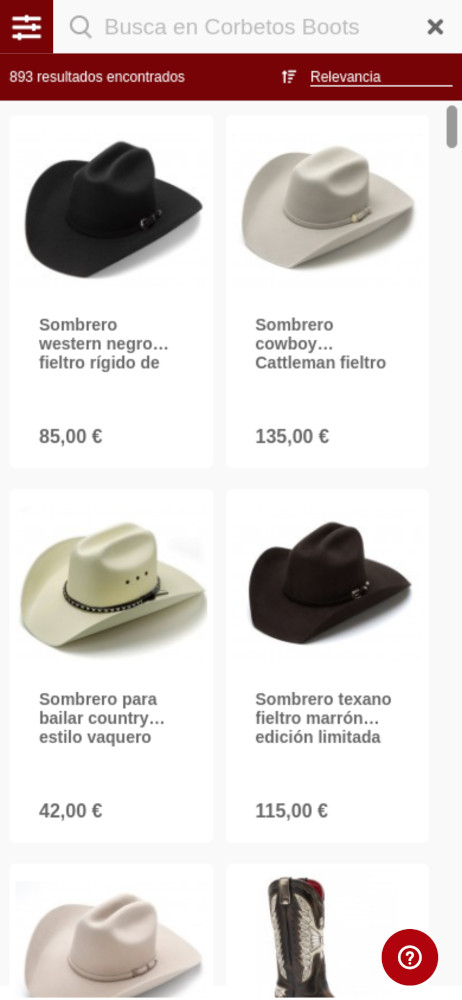 Busca en Corbetos Boots
893 resultados encontrados
Relevancia
Sombrero
western negro…
fieltro rígido de
85,00 €
Sombrero
cowboy…
Cattleman fieltro
135,00 €
Sombrero para
bailar country…
estilo vaquero
42,00 €
Sombrero texano
fieltro marrón…
edición limitada
115,00 €